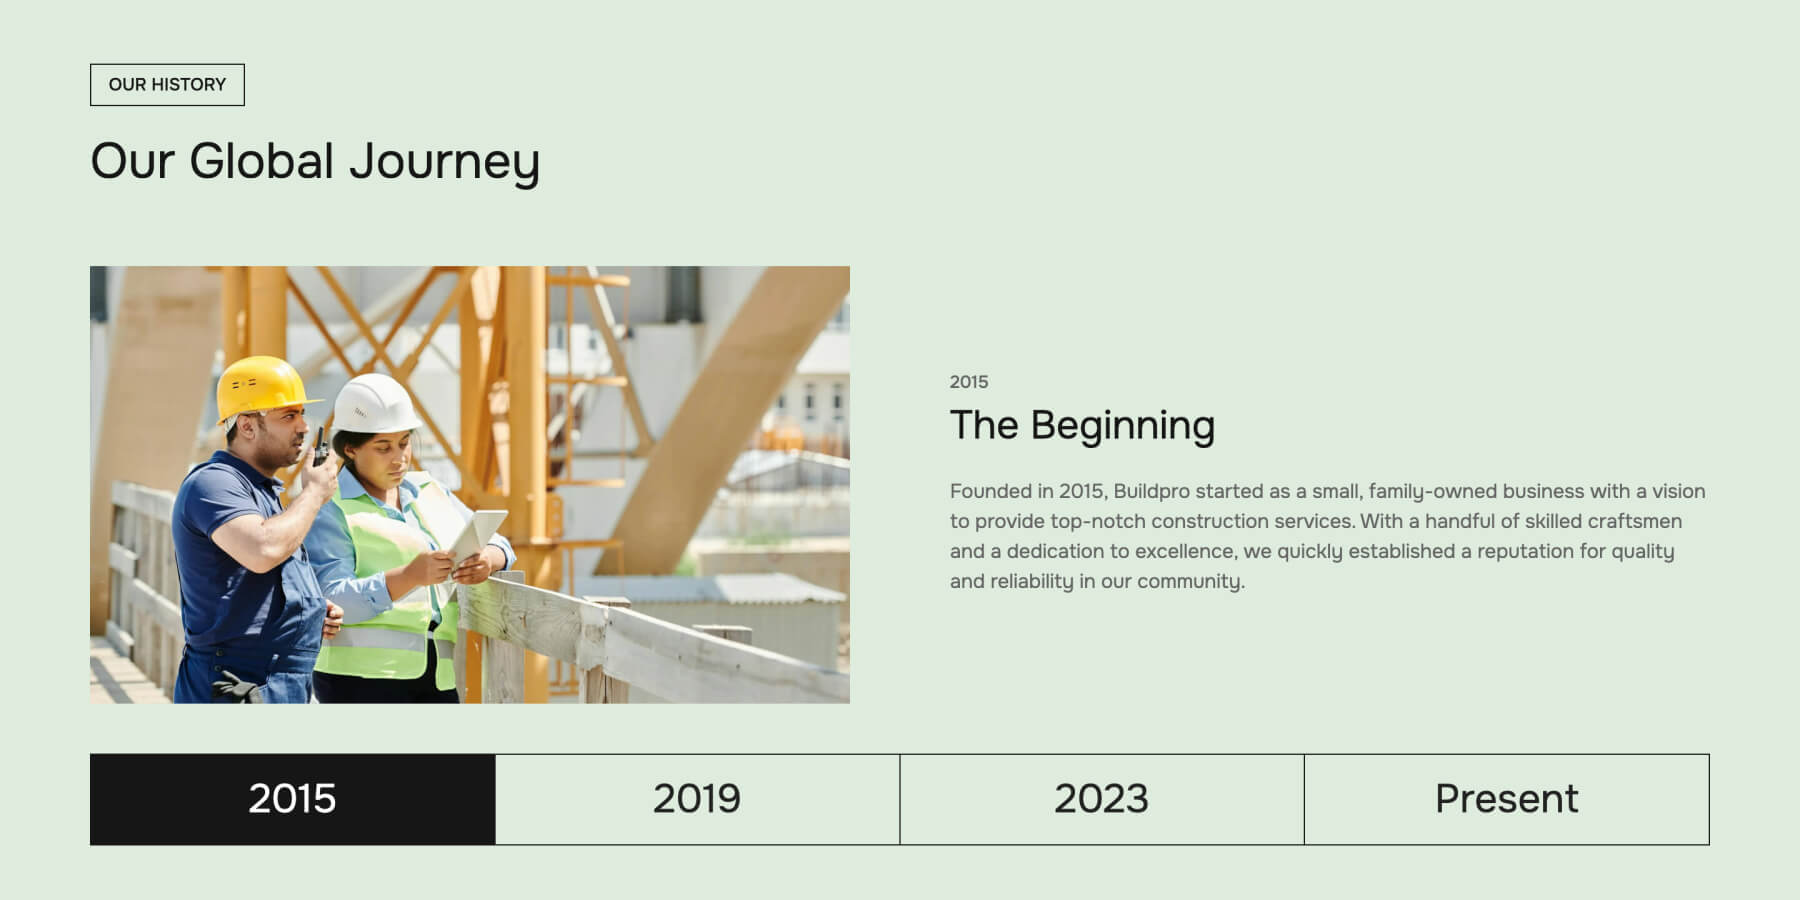 OUR HISTORY
Our Global Journey
2015
The Beginning
Founded in 2015, Buildpro started as a small, family-owned business with a vision
to provide top-notch construction services. With a handful of skilled craftsmen
and a dedication to excellence, we quickly established a reputation for quality
and reliability in our community.
2015
2019
2023
Present